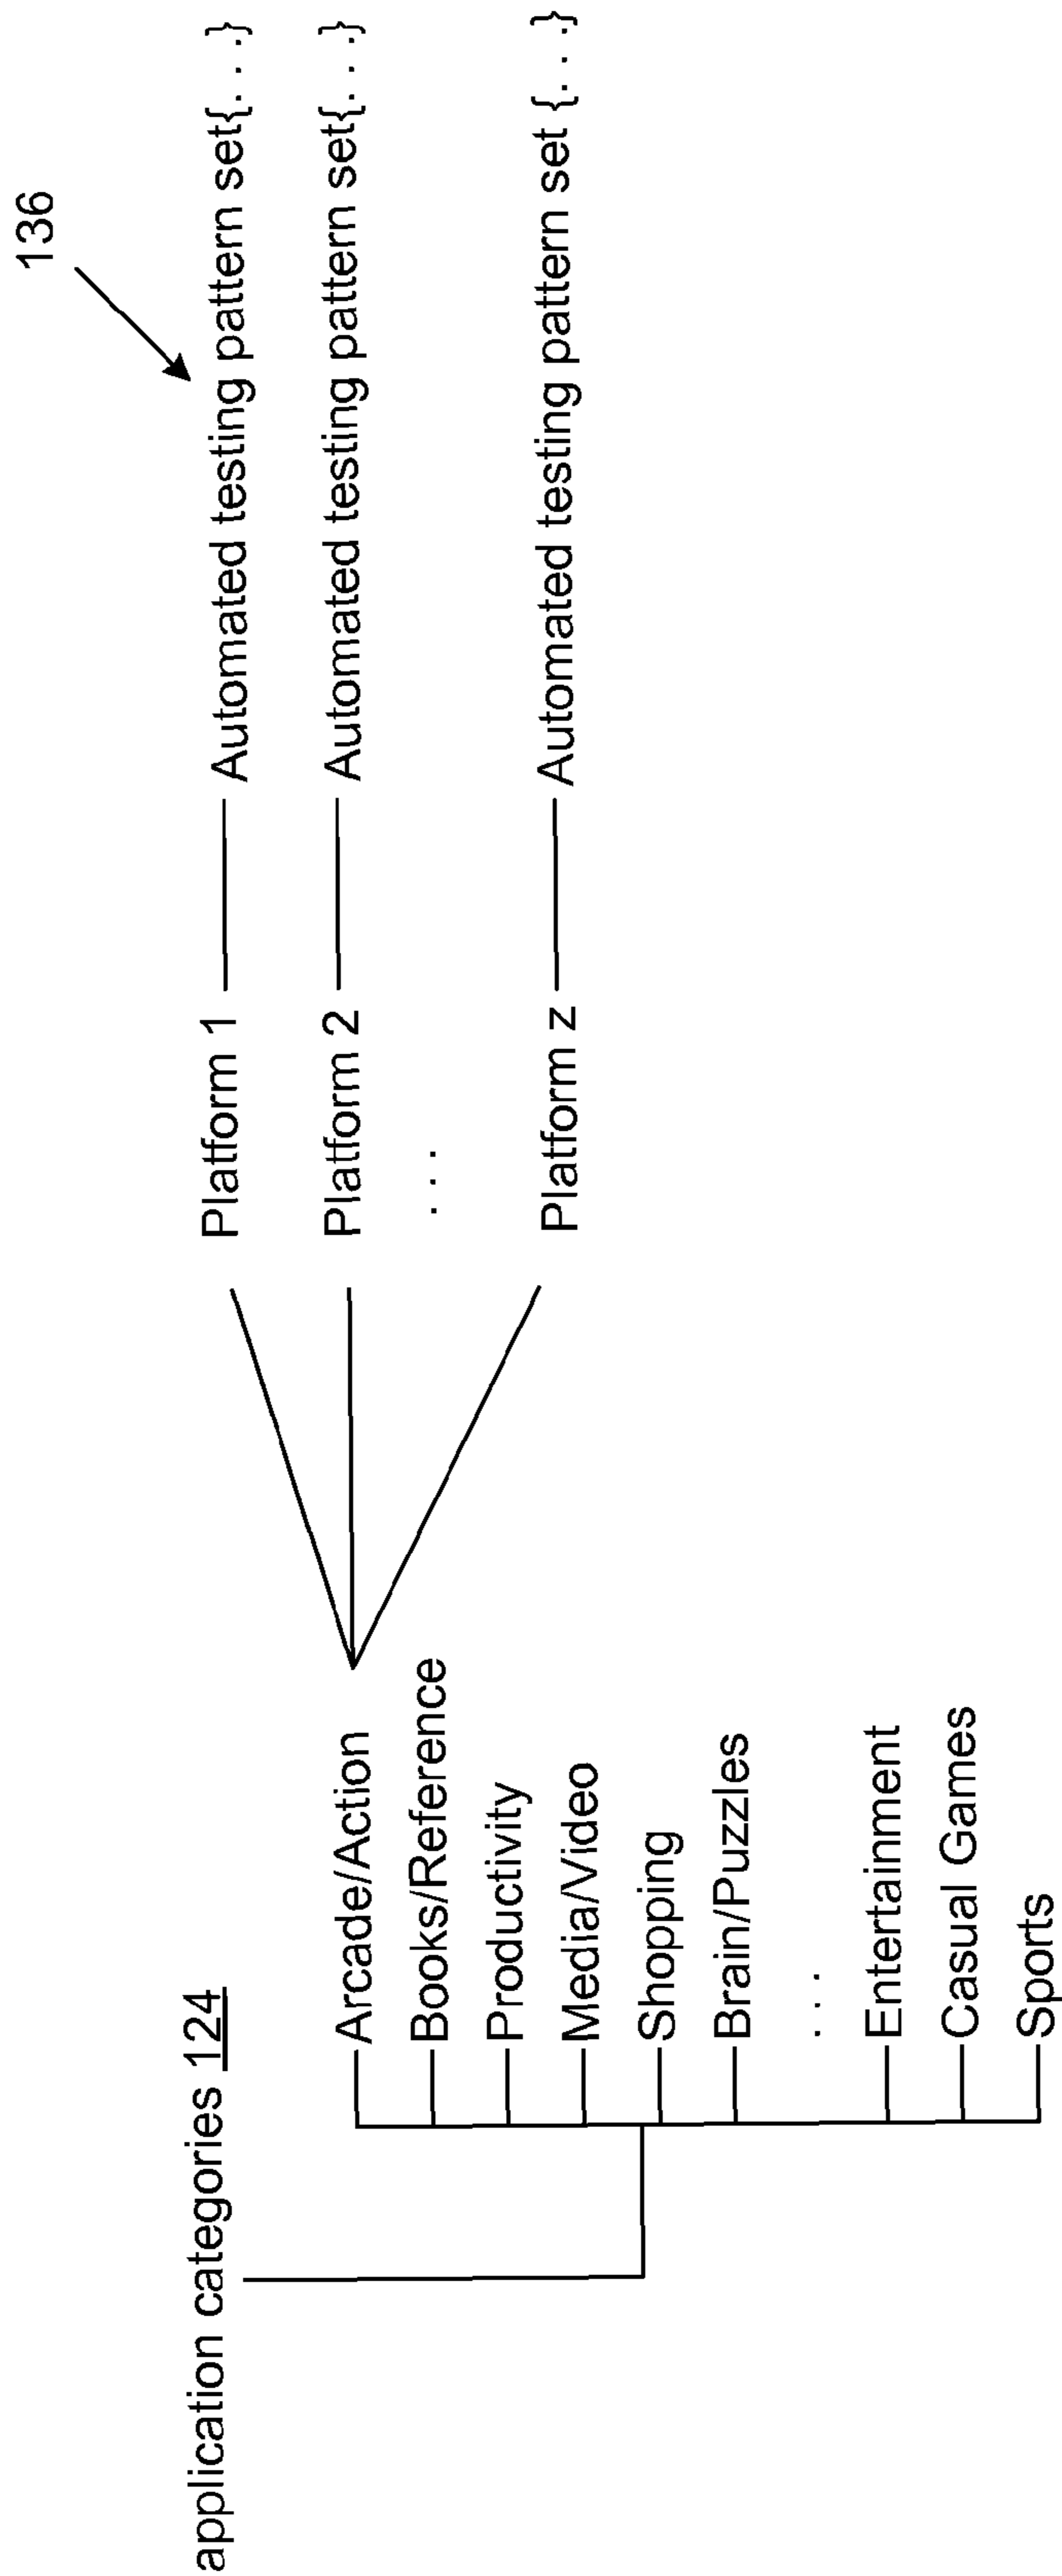 136
application categories 124
Arcade/Action
Books/Reference
Productivity
Media/Video
Shopping
Brain/Puzzles
. . .
Entertainment
Casual Games
Sports
Platform 1
Automated testing pattern set{. . .}
Platform 2
Automated testing pattern set{. . .}
. . .
Platform z
Automated testing pattern set {. . .}